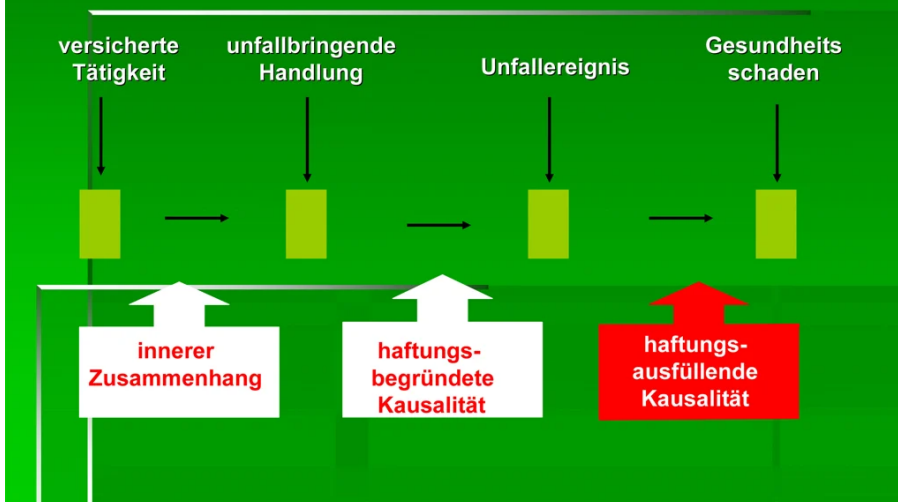 versicherte
Tätigkeit
unfallbringende
Handlung
Unfallereignis
Gesundheits
schaden
innerer
Zusammenhang
haftungs-
begründete
Kausalität
haftungs-
ausfüllende
Kausalität